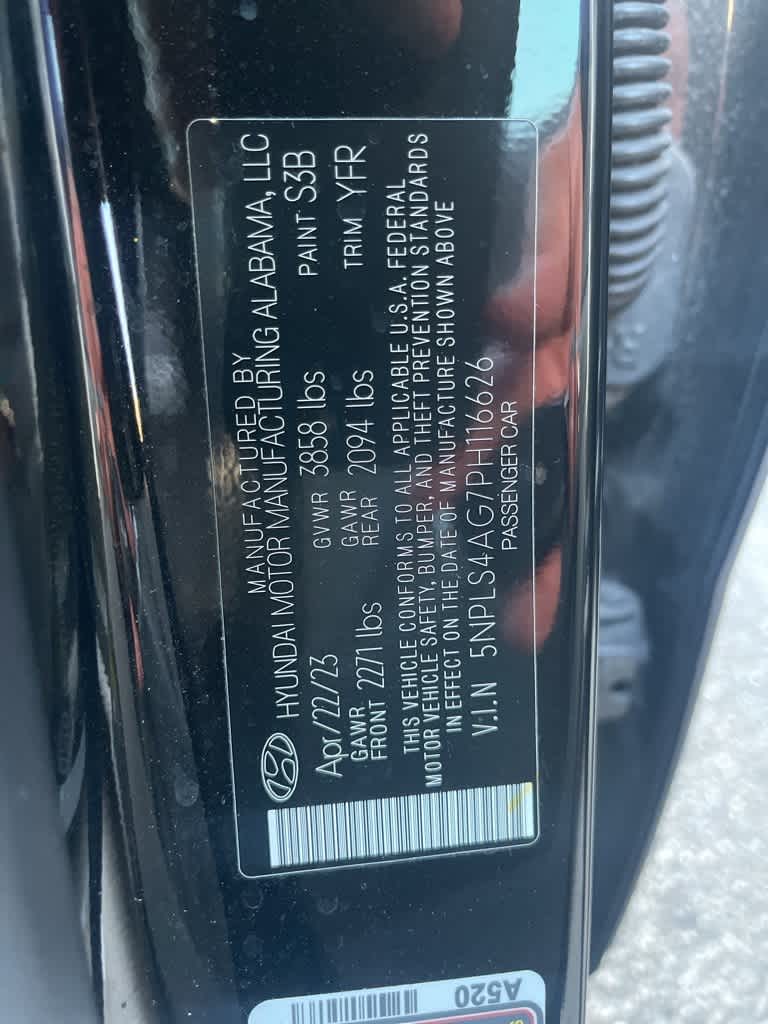 MANUFACTURED BY
HYUNDAI MOTOR MANUFACTURING ALABAMA, LLC
Apr/22/23 GVWR 3858 lbs PAINT S3B
GAWR FRONT 2271 lbs GAWR REAR 2094 lbs TRIM YFR
THIS VEHICLE CONFORMS TO ALL APPLICABLE U.S.A. FEDERAL
MOTOR VEHICLE SAFETY, BUMPER, AND THEFT PREVENTION STANDARDS
IN EFFECT ON THE DATE OF MANUFACTURE SHOWN ABOVE
V.I.N 5NPLS4AG7PH116626
PASSENGER CAR
A520